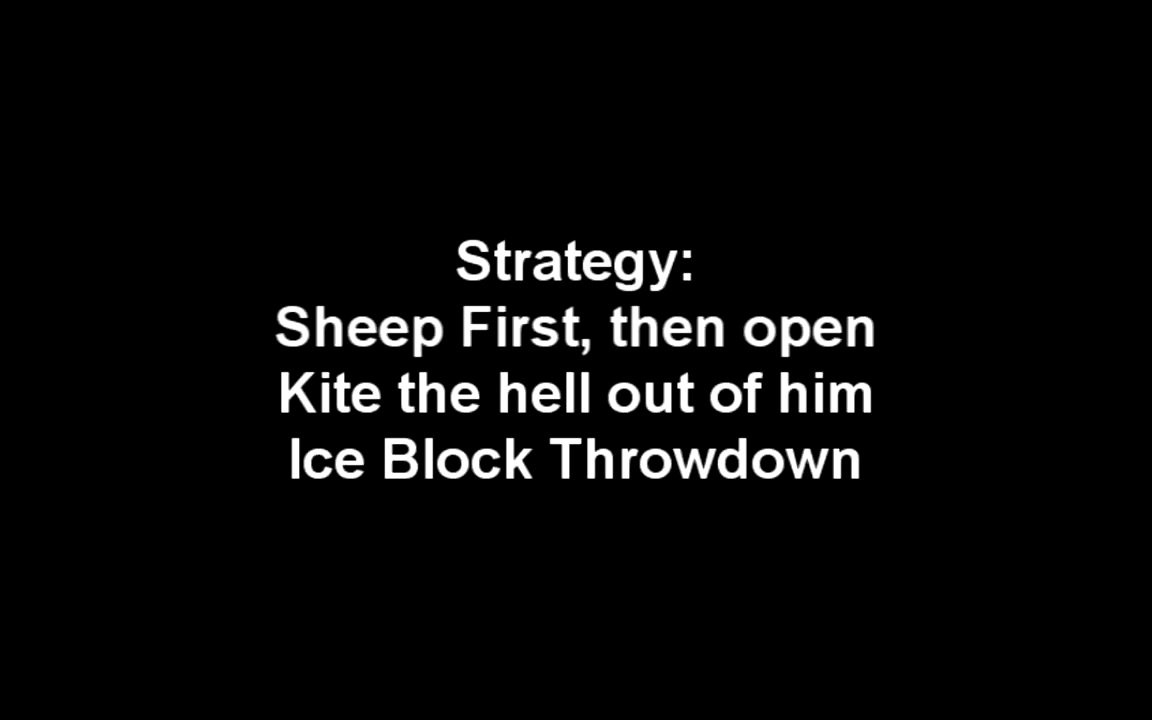 Strategy:
Sheep First, then open
Kite the hell out of him
Ice Block Throwdown